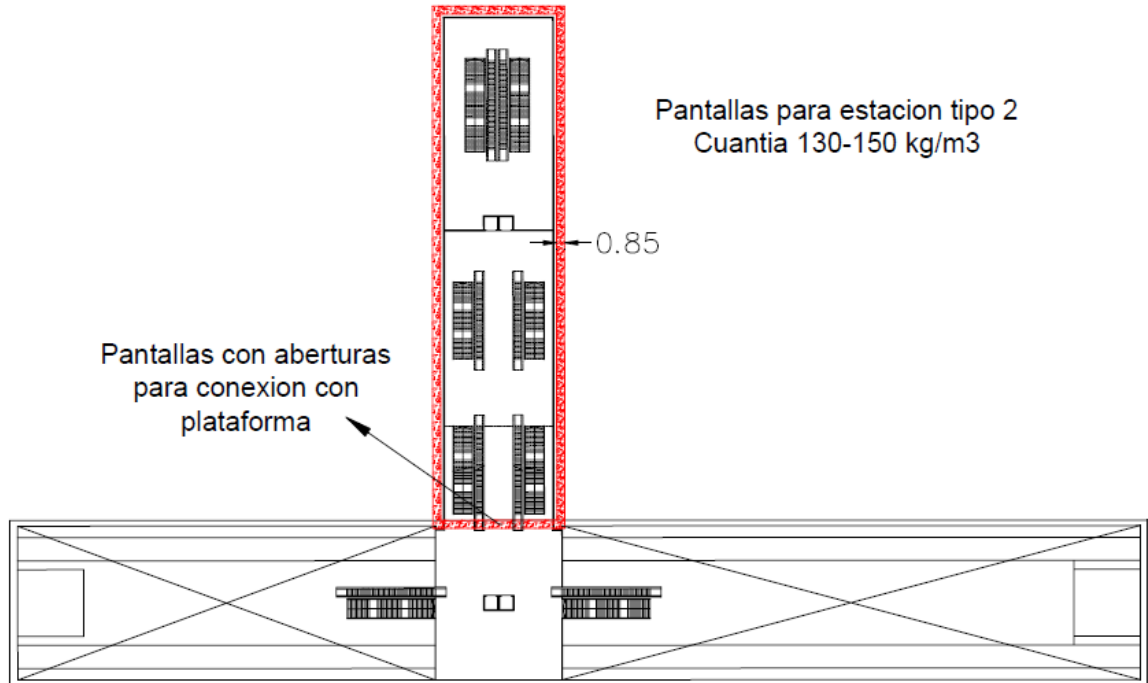 Pantallas para estacion tipo 2
Cuantia 130-150 kg/m3
0.85
Pantallas con aberturas
para conexion con
plataforma